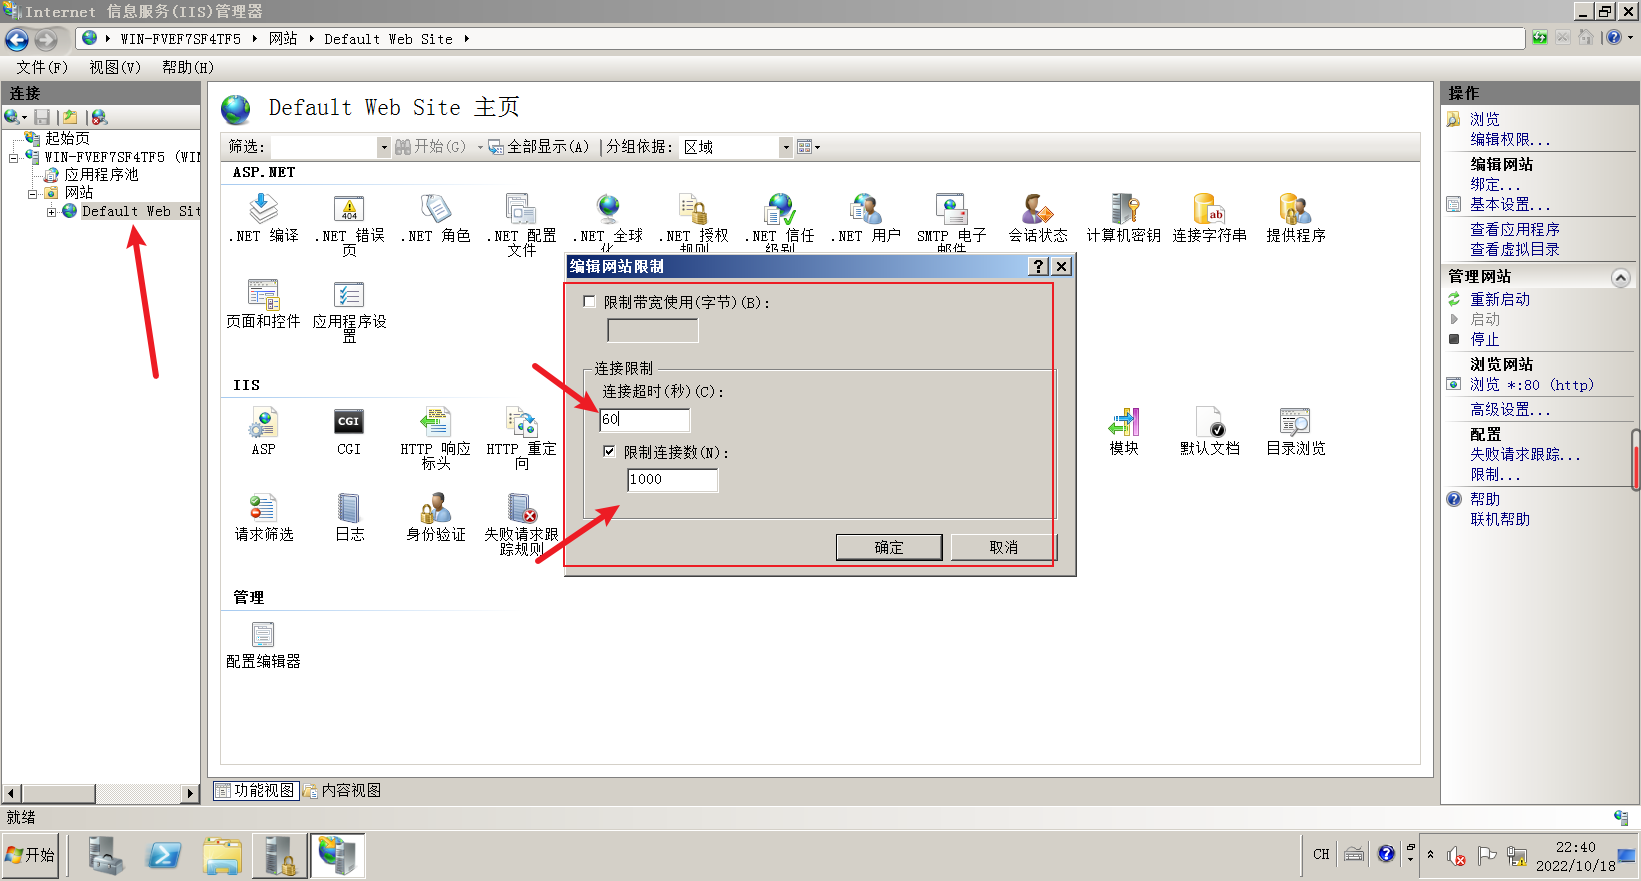 Internet 信息服务(IIS)管理器
WIN-FVEF7SF4TF5 网站 Default Web Site
文件(F) 视图(V) 帮助(H)
连接
起始页
WIN-FVEF7SF4TF5 (WIN
应用程序池
网站
Default Web Sit
Default Web Site 主页
筛选: 开始(G) 全部显示(A) 分组依据: 区域
ASP.NET
.NET 编译
.NET 错误页
.NET 角色
.NET 配置文件
.NET 全球化
.NET 授权规则
.NET 信任级别
.NET 用户
SMTP 电子邮件
会话状态
计算机密钥
连接字符串
提供程序
页面和控件
应用程序设置
IIS
ASP
CGI
CGI
HTTP 响应标头
HTTP 重定向
模块
默认文档
目录浏览
请求筛选
日志
身份验证
失败请求跟踪规则
管理
配置编辑器
编辑网站限制
限制带宽使用(字节)(B):
连接限制
连接超时(秒)(C):
60
限制连接数(N):
1000
确定
取消
功能视图 内容视图
操作
浏览
编辑权限...
编辑网站
绑定...
基本设置...
查看应用程序
查看虚拟目录
管理网站
重新启动
启动
停止
浏览网站
浏览 *:80 (http)
高级设置...
配置
失败请求跟踪...
限制...
帮助
联机帮助
就绪
开始
CH
22:40
2022/10/18